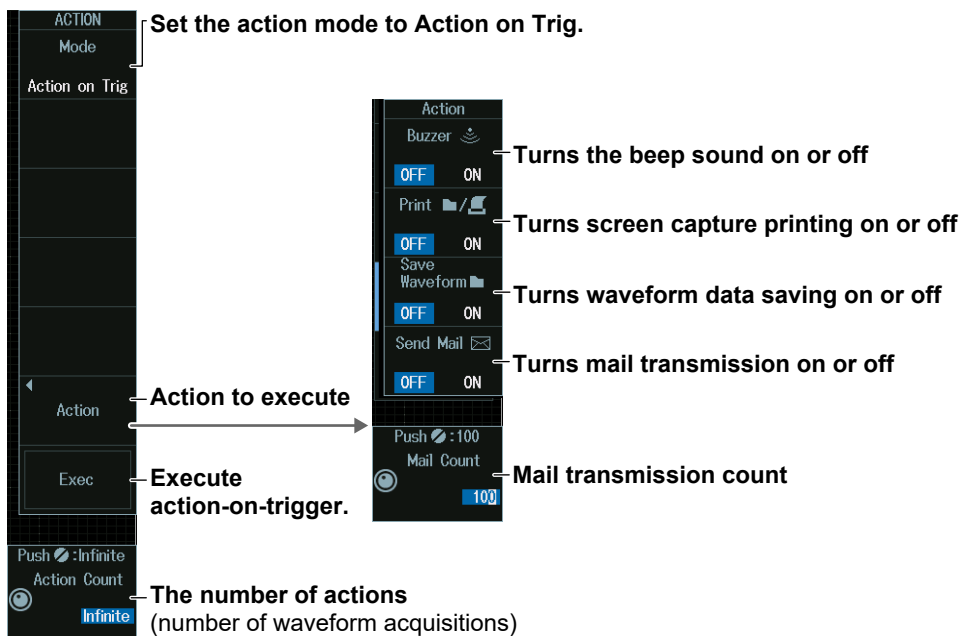 ACTION
Mode
Action on Trig
Set the action mode to Action on Trig.
Action
Action to execute
Exec
Execute
action-on-trigger.
Push :Infinite
Action Count
Infinite
The number of actions
(number of waveform acquisitions)
Action
Buzzer
OFF ON
Turns the beep sound on or off
Print /
OFF ON
Turns screen capture printing on or off
Save
Waveform
OFF ON
Turns waveform data saving on or off
Send Mail
OFF ON
Turns mail transmission on or off
Push :100
Mail Count
100
Mail transmission count